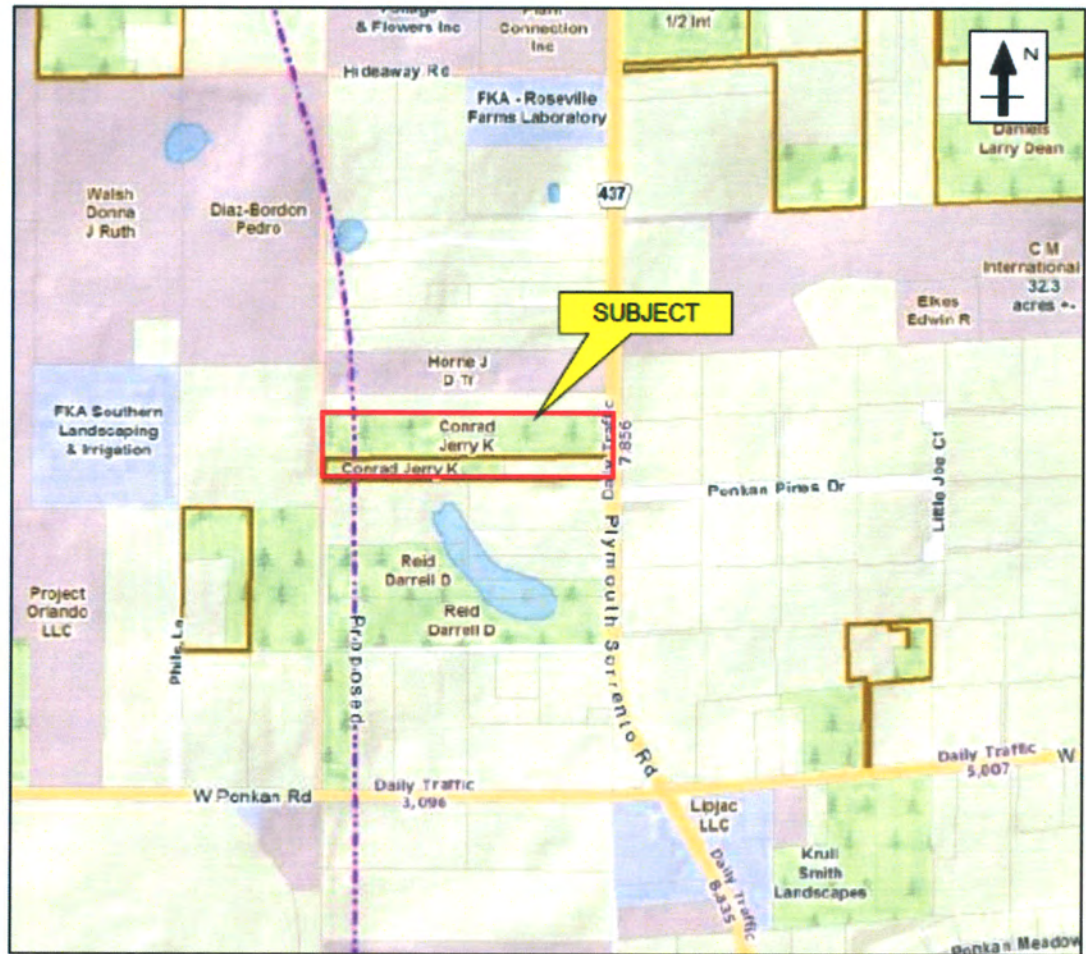 & Flowers Inc
Connection
Inc
1/2 Int
N
Hideaway Rd
FKA - Roseville
Farms Laboratory
Daniels
Larry Dean
437
Walsh
Donna
J Ruth
Diaz-Bordon
Pedro
C M
International
32.3
acres +-
Elkes
Edwin R
SUBJECT
Horne J
D Tr
FKA Southern
Landscaping
& Irrigation
Conrad
Jerry K
Conrad Jerry K
Daily Traffic
7,856
Ponkan Pines Dr
Little Joe Ct
Reid
Darrell D
Reid
Darrell D
Project
Orlando
LLC
Phils La
Proposed
Plymouth Sorrento Rd
Daily Traffic
5,007
W
Daily Traffic
3,096
W Ponkan Rd
Lipjac
LLC
Daily Traffic
8,835
Krull
Smith
Landscapes
Ponkan Meadow